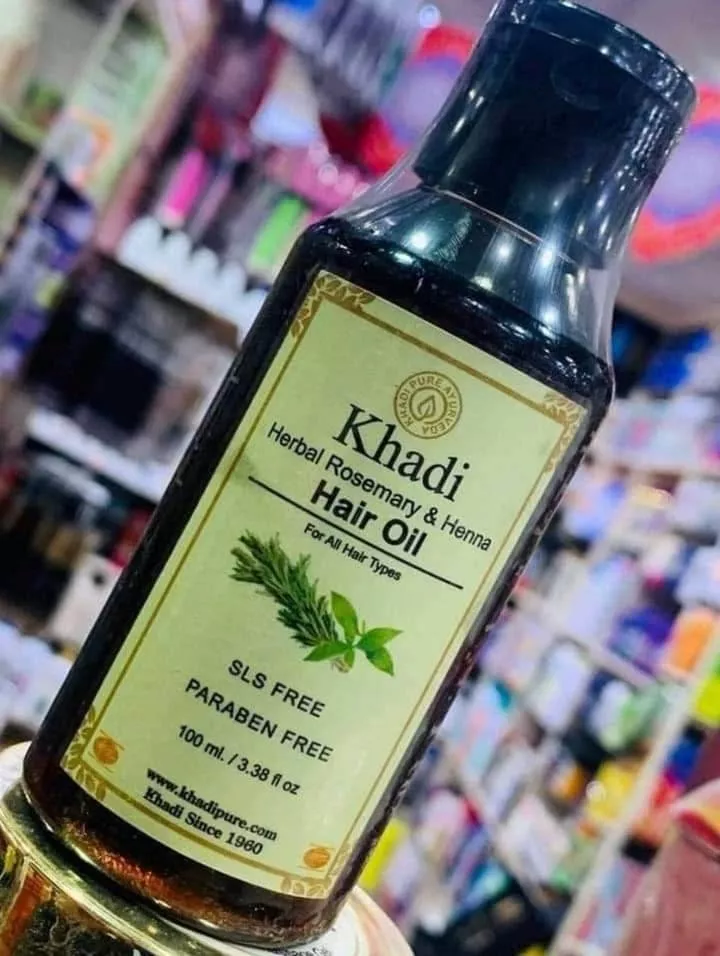 KHADI PURE AYURVEDA
Khadi
Herbal Rosemary & Henna
Hair Oil
For All Hair Types
SLS FREE
PARABEN FREE
100 ml. / 3.38 fl oz
www.khadipure.com
Khadi Since 1960